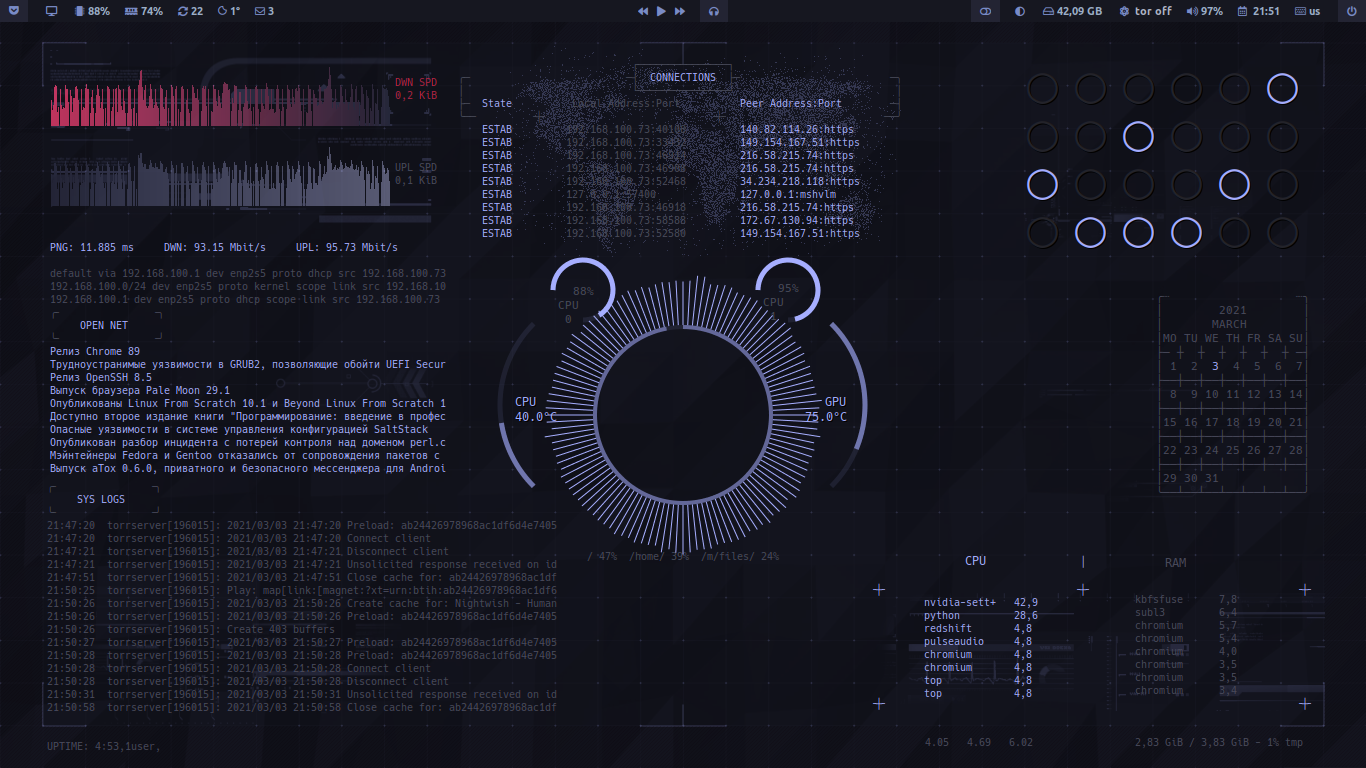 88% 74% 22 1° 3 42,09 GB tor off 97% 21:51 us
DWN SPD
0,2 KiB
UPL SPD
0,1 KiB
PNG: 11.885 ms DWN: 93.15 Mbit/s UPL: 95.73 Mbit/s
default via 192.168.100.1 dev enp2s5 proto dhcp src 192.168.100.73
192.168.100.0/24 dev enp2s5 proto kernel scope link src 192.168.10
192.168.100.1 dev enp2s5 proto dhcp scope link src 192.168.100.73
OPEN NET
Релиз Chrome 89
Трудноустранимые уязвимости в GRUB2, позволяющие обойти UEFI Secur
Релиз OpenSSH 8.5
Выпуск браузера Pale Moon 29.1
Опубликованы Linux From Scratch 10.1 и Beyond Linux From Scratch 1
Доступно второе издание книги "Программирование: введение в профес
Опасные уязвимости в системе управления конфигурацией SaltStack
Опубликован разбор инцидента с потерей контроля над доменом perl.c
Мэйнтейнеры Fedora и Gentoo отказались от сопровождения пакетов с
Выпуск aTox 0.6.0, приватного и безопасного мессенджера для Androi
SYS LOGS
21:47:20 torrserver[196015]: 2021/03/03 21:47:20 Preload: ab24426978968ac1df6d4e7405
21:47:20 torrserver[196015]: 2021/03/03 21:47:20 Connect client
21:47:21 torrserver[196015]: 2021/03/03 21:47:21 Disconnect client
21:47:21 torrserver[196015]: 2021/03/03 21:47:21 Unsolicited response received on id
21:47:51 torrserver[196015]: 2021/03/03 21:47:51 Close cache for: ab24426978968ac1df
21:50:25 torrserver[196015]: Play: map[link:[magnet:?xt=urn:btih:ab24426978968ac1df6
21:50:26 torrserver[196015]: 2021/03/03 21:50:26 Create cache for: Nightwish - Human
21:50:26 torrserver[196015]: 2021/03/03 21:50:26 Preload: ab24426978968ac1df6d4e7405
21:50:26 torrserver[196015]: Create 403 buffers
21:50:27 torrserver[196015]: 2021/03/03 21:50:27 Preload: ab24426978968ac1df6d4e7405
21:50:28 torrserver[196015]: 2021/03/03 21:50:28 Preload: ab24426978968ac1df6d4e7405
21:50:28 torrserver[196015]: 2021/03/03 21:50:28 Connect client
21:50:28 torrserver[196015]: 2021/03/03 21:50:28 Disconnect client
21:50:31 torrserver[196015]: 2021/03/03 21:50:31 Unsolicited response received on id
21:50:58 torrserver[196015]: 2021/03/03 21:50:58 Close cache for: ab24426978968ac1df
UPTIME: 4:53,1user,
CONNECTIONS
State Local Address:Port Peer Address:Port
ESTAB 140.82.114.26:https
ESTAB 149.154.167.51:https
ESTAB 216.58.215.74:https
ESTAB 216.58.215.74:https
ESTAB 192.168.100.73:52468 34.234.218.118:https
ESTAB 127.0.0.1:mshvlm
ESTAB 192.168.100.73:46918 216.58.215.74:https
ESTAB 192.168.100.73:58588 172.67.130.94:https
ESTAB 192.168.100.73:52580 149.154.167.51:https
88%
CPU
0
95%
CPU
1
CPU
40.0°C
GPU
75.0°C
/ 47% /home/ 39% /m/files/ 24%
2021
MARCH
MO TU WE TH FR SA SU
1 2 3 4 5 6 7
8 9 10 11 12 13 14
15 16 17 18 19 20 21
22 23 24 25 26 27 28
29 30 31
CPU | RAM
nvidia-sett+ 42,9
python 28,6
redshift 4,8
pulseaudio 4,8
chromium 4,8
chromium 4,8
top 4,8
top 4,8
4.05 4.69 6.02
kbfsfuse 7,8
subl3 6,4
chromium 5,7
chromium 5,4
chromium 4,0
chromium 3,5
chromium 3,5
chromium 3,4
2,83 GiB / 3,83 GiB - 1% tmp